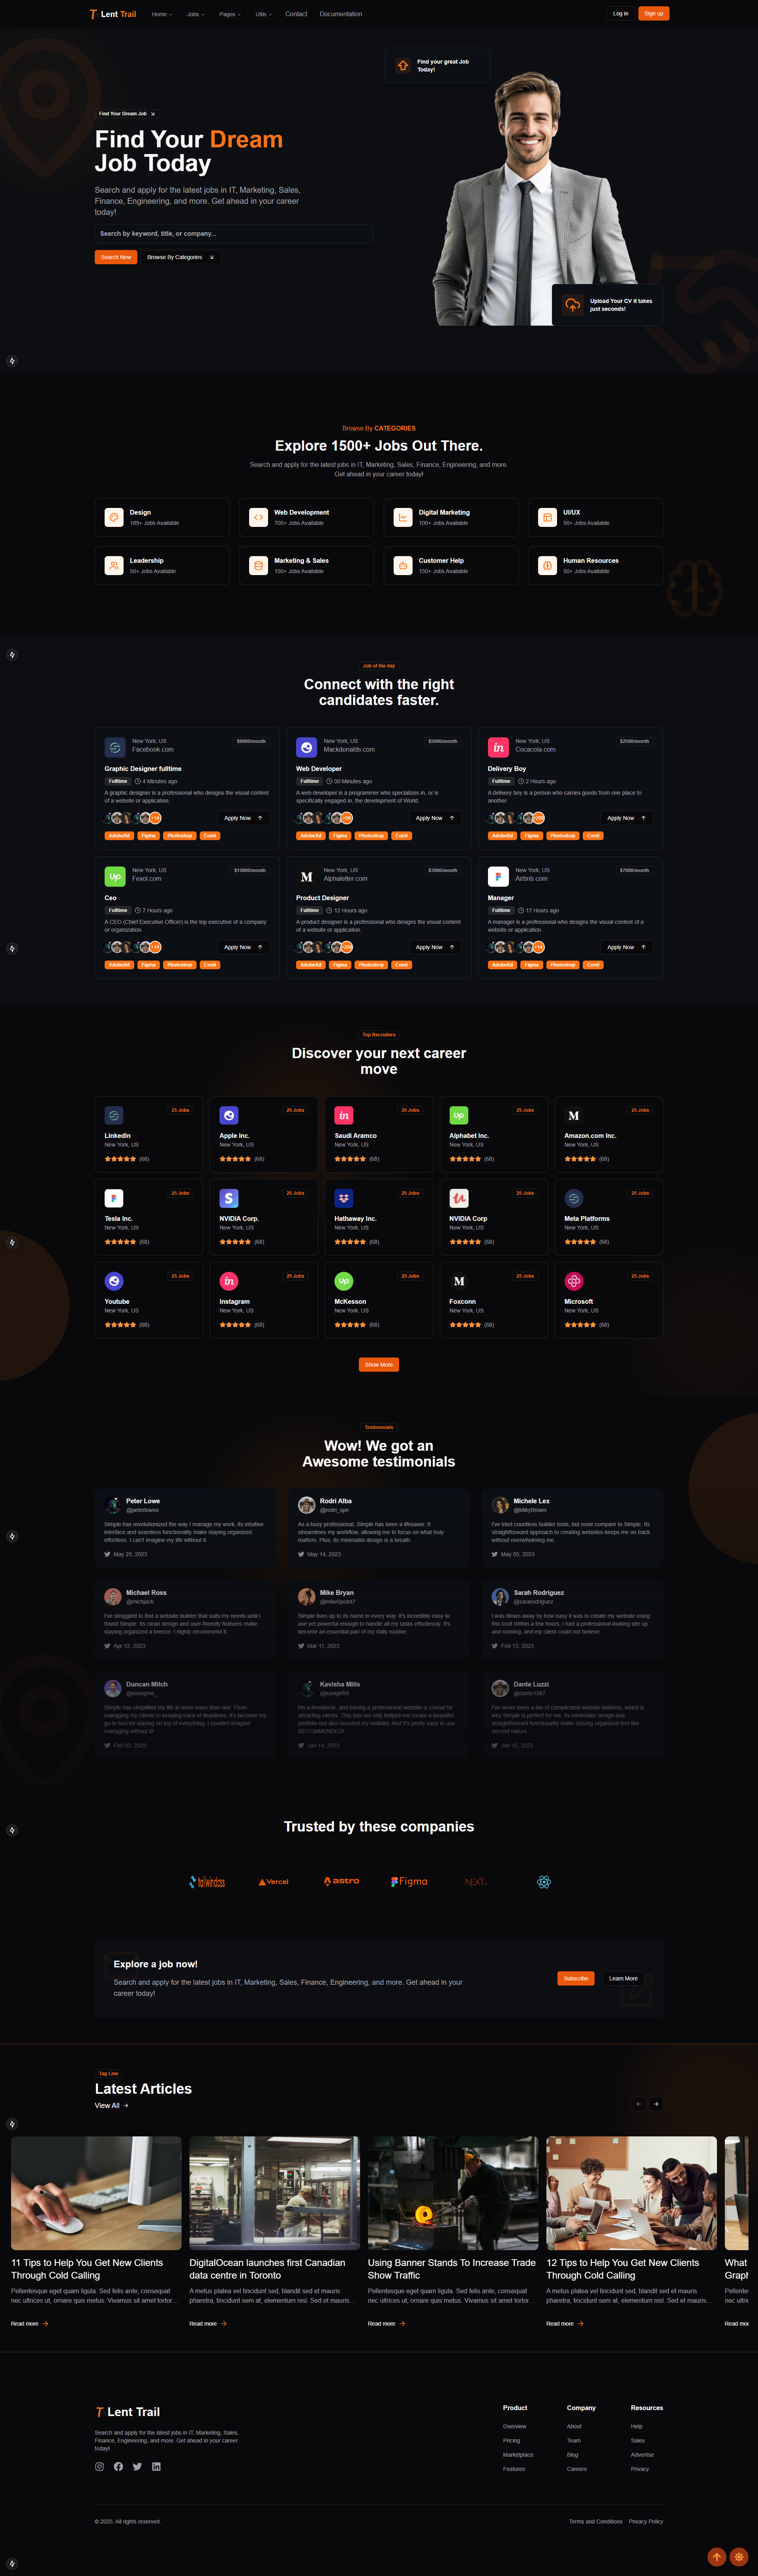 Lent Trail
Home
Jobs
Pages
Utils
Contact
Documentation
Log in
Sign up
Find your great Job
Today!
Find Your Dream Job
Find Your Dream
Job Today
Search and apply for the latest jobs in IT, Marketing, Sales,
Finance, Engineering, and more. Get ahead in your career
today!
Search by keyword, title, or company...
Search Now
Browse By Categories
Upload Your CV it takes
just seconds!
Browse By CATEGORIES
Explore 1500+ Jobs Out There.
Search and apply for the latest jobs in IT, Marketing, Sales, Finance, Engineering, and more.
Get ahead in your career today!
Design
189+ Jobs Available
Web Development
705+ Jobs Available
Digital Marketing
100+ Jobs Available
UI/UX
50+ Jobs Available
Leadership
50+ Jobs Available
Marketing & Sales
150+ Jobs Available
Customer Help
150+ Jobs Available
Human Resources
50+ Jobs Available
Job of the day
Connect with the right
candidates faster.
New York, US
Facebook.com
$6000/month
Graphic Designer fulltime
Fulltime
4 Minutes ago
A graphic designer is a professional who designs the visual content
of a website or application.
+14
Apply Now
AdobeXd
Figma
Photoshop
Corel
New York, US
Mackdonalds com
$5000/month
Web Developer
Fulltime
30 Minutes ago
A web developer is a programmer who specializes in, or is
specifically engaged in, the development of World.
Apply Now
AdobeXd
Figma
Photoshop
Corel
in
New York, US
Cocacola.com
$2500/month
Delivery Boy
Fulltime
2 Hours ago
A delivery boy is a person who carries goods from one place to
another.
Apply Now
AdobeXd
Figma
Photoshop
Corel
Up
New York, US
Fexol.com
$15000/month
Ceo
Fulltime
7 Hours ago
A CEO (Chief Executive Officer) is the top executive of a company
or organization.
+14
Apply Now
AdobeXd
Figma
Photoshop
Corel
M
New York, US
Alphaletter.com
$3000/month
Product Designer
Fulltime
12 Hours ago
A product designer is a professional who designs the visual content
of a website or application.
Apply Now
AdobeXd
Figma
Photoshop
Corel
New York, US
Airbnb.com
$7000/month
Manager
Fulltime
17 Hours ago
A manager is a professional who designs the visual content of a
website or application.
+14
Apply Now
AdobeXd
Figma
Photoshop
Corel
Top Recruiters
Discover your next career
move
25 Jobs
LinkedIn
New York, US
(68)
25 Jobs
Apple Inc.
New York, US
(68)
in
25 Jobs
Saudi Aramco
New York, US
(68)
Up
25 Jobs
Alphabet Inc.
New York, US
(68)
M
25 Jobs
Amazon.com Inc.
New York, US
(68)
25 Jobs
Tesla Inc.
New York, US
(68)
S
25 Jobs
NVIDIA Corp.
New York, US
(68)
25 Jobs
Hathaway Inc.
New York, US
(68)
25 Jobs
NVIDIA Corp
New York, US
(68)
25 Jobs
Meta Platforms
New York, US
(68)
25 Jobs
Youtube
New York, US
(68)
in
25 Jobs
Instagram
New York, US
(68)
Up
25 Jobs
McKesson
New York, US
(68)
M
25 Jobs
Foxconn
New York, US
(68)
25 Jobs
Microsoft
New York, US
(68)
Show More
Testimonials
Wow! We got an
Awesome testimonials
Peter Lowe
@peterlowex
Simple has revolutionized the way I manage my work. Its intuitive
interface and seamless functionality make staying organized
effortless. I can't imagine my life without it.
May 25, 2023
Rodri Alba
@rodri_spn
As a busy professional, Simple has been a lifesaver. It
streamlines my workflow, allowing me to focus on what truly
matters. Plus, its minimalist design is a breath.
May 14, 2023
Michele Lex
@MikyBrown
I've tried countless builder tools, but none compare to Simple. Its
straightforward approach to creating websites keeps me on track
without overwhelming me.
May 05, 2023
Michael Ross
@michjack
I've struggled to find a website builder that suits my needs until I
found Simple. Its clean design and user-friendly features make
staying organized a breeze. I Highly recommend it.
Apr 12, 2023
Mike Bryan
@mike0point7
Simple lives up to its name in every way. It's incredibly easy to
use yet powerful enough to handle all my tasks effortlessly. It's
become an essential part of my daily routine.
Mar 11, 2023
Sarah Rodriguez
@sararodriguez
I was blown away by how easy it was to create my website using
this tool! Within a few hours, I had a professional-looking site up
and running, and my client could not believe.
Feb 13, 2023
Duncan Mitch
@lovingme_
Simple has simplified my life in more ways than one. From
managing my clients to keeping track of deadlines, it's become my
go-to tool for staying on top of everything. I couldn't imagine
managing without it!
Feb 03, 2023
Kavisha Mills
@kavigirl99
I'm a freelancer, and having a professional website is crucial for
attracting clients. This tool not only helped me create a beautiful
portfolio but also boosted my visibility. And it's pretty easy to use.
RECOMMENDED!
Jan 14, 2023
Dante Luzzi
@dante1987
I've never been a fan of complicated website builders, which is
why Simple is perfect for me. Its minimalist design and
straightforward functionality make staying organized feel like
second nature.
Jan 12, 2023
Trusted by these companies
tailwindcss
Vercel
astro
Figma
NEXT
Explore a job now!
Search and apply for the latest jobs in IT, Marketing, Sales, Finance, Engineering, and more. Get ahead in your
career today!
Subscribe
Learn More
Tag Line
Latest Articles
View All
11 Tips to Help You Get New Clients
Through Cold Calling
Pellentesque eget quam ligula. Sed felis ante, consequat
nec ultrices ut, ornare quis metus. Vivamus sit amet tortor...
Read more
DigitalOcean launches first Canadian
data centre in Toronto
A metus platea vel tincidunt sed, blandit sed et mauris
pharetra, tincidunt sem at, elementum nisl. Sed et mauris...
Read more
Using Banner Stands To Increase Trade
Show Traffic
Pellentesque eget quam ligula. Sed felis ante, consequat
nec ultrices ut, ornare quis metus. Vivamus sit amet tortor...
Read more
12 Tips to Help You Get New Clients
Through Cold Calling
A metus platea vel tincidunt sed, blandit sed et mauris
pharetra, tincidunt sem at, elementum nisl. Sed et mauris...
Read more
What
Graph
Pellente
nec ultri
Read mor
Lent Trail
Search and apply for the latest jobs in IT, Marketing, Sales,
Finance, Engineering, and more. Get ahead in your career
today!
Product
Overview
Pricing
Marketplace
Features
Company
About
Team
Blog
Careers
Resources
Help
Sales
Advertise
Privacy
© 2025. All rights reserved.
Terms and Conditions
Privacy Policy